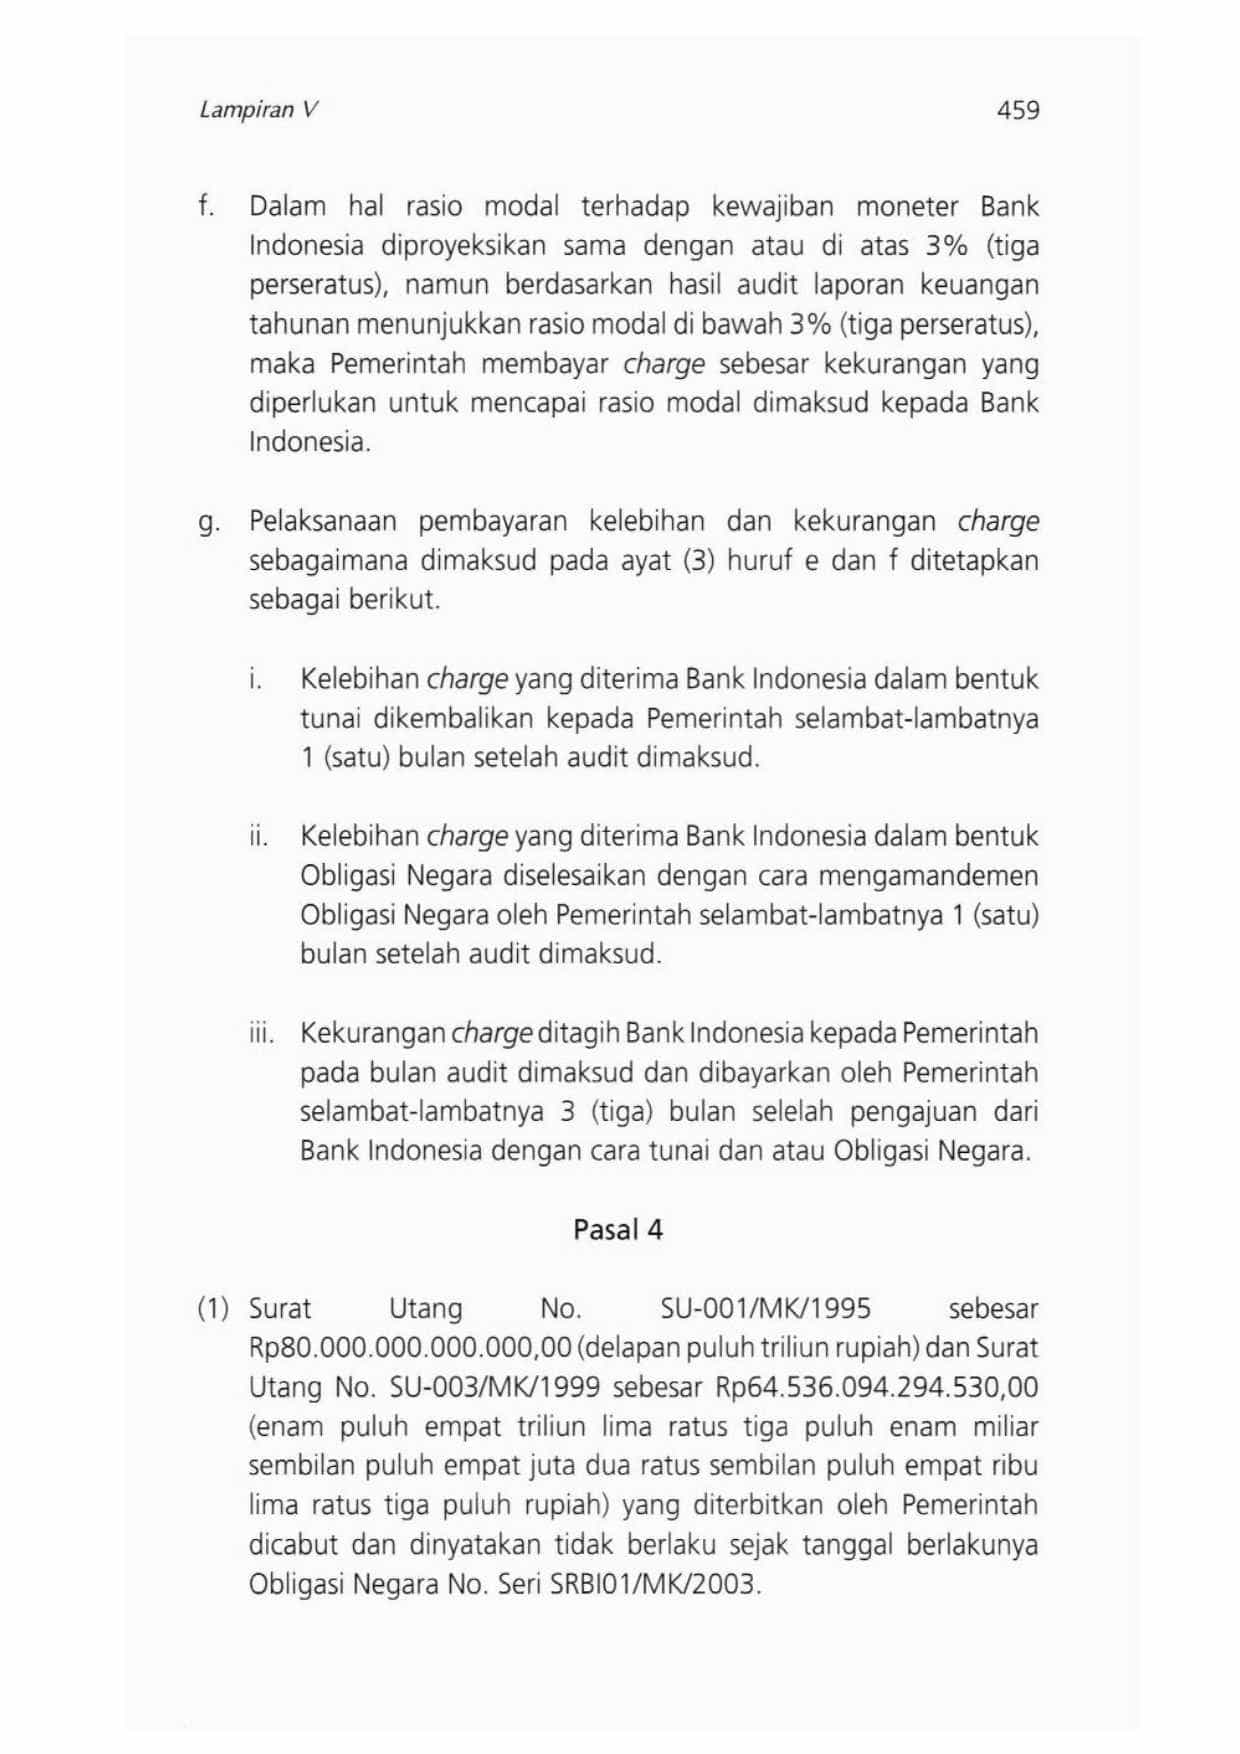 Lampiran V 459
f. Dalam hal rasio modal terhadap kewajiban moneter Bank
Indonesia diproyeksikan sama dengan atau di atas 3% (tiga
perseratus), namun berdasarkan hasil audit laporan keuangan
tahunan menunjukkan rasio modal di bawah 3% (tiga perseratus),
maka Pemerintah membayar charge sebesar kekurangan yang
diperlukan untuk mencapai rasio modal dimaksud kepada Bank
Indonesia.
g. Pelaksanaan pembayaran kelebihan dan kekurangan charge
sebagaimana dimaksud pada ayat (3) huruf e dan f ditetapkan
sebagai berikut.
i. Kelebihan charge yang diterima Bank Indonesia dalam bentuk
tunai dikembalikan kepada Pemerintah selambat-lambatnya
1 (satu) bulan setelah audit dimaksud.
ii. Kelebihan charge yang diterima Bank Indonesia dalam bentuk
Obligasi Negara diselesaikan dengan cara mengamandemen
Obligasi Negara oleh Pemerintah selambat-lambatnya 1 (satu)
bulan setelah audit dimaksud.
iii. Kekurangan charge ditagih Bank Indonesia kepada Pemerintah
pada bulan audit dimaksud dan dibayarkan oleh Pemerintah
selambat-lambatnya 3 (tiga) bulan selelah pengajuan dari
Bank Indonesia dengan cara tunai dan atau Obligasi Negara.
Pasal 4
(1) Surat Utang No. SU-001/MK/1995 sebesar
Rp80.000.000.000.000,00 (delapan puluh triliun rupiah) dan Surat
Utang No. SU-003/MK/1999 sebesar Rp64.536.094.294.530,00
(enam puluh empat triliun lima ratus tiga puluh enam miliar
sembilan puluh empat juta dua ratus sembilan puluh empat ribu
lima ratus tiga puluh rupiah) yang diterbitkan oleh Pemerintah
dicabut dan dinyatakan tidak berlaku sejak tanggal berlakunya
Obligasi Negara No. Seri SRBI01/MK/2003.